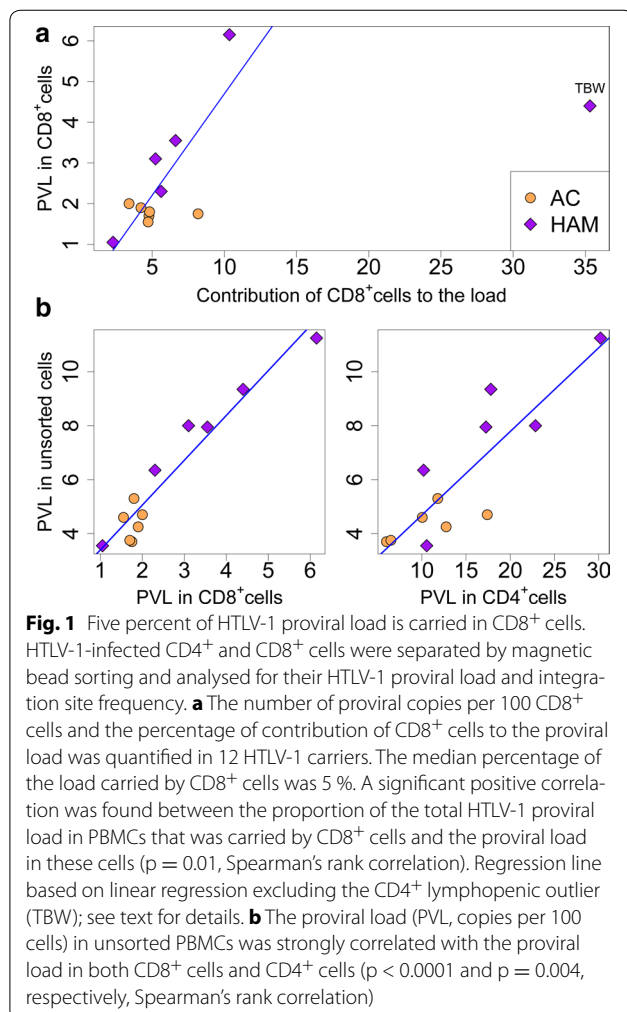 a
PVL in CD8⁺cells
6
5
4
3
2
1
TBW
AC
HAM
5 10 15 20 25 30 35
Contribution of CD8⁺cells to the load
b
PVL in unsorted cells
10
8
6
4
1 2 3 4 5 6
PVL in CD8⁺cells
10
8
6
4
10 15 20 25 30
PVL in CD4⁺cells
Fig. 1 Five percent of HTLV-1 proviral load is carried in CD8⁺ cells.
HTLV-1-infected CD4⁺ and CD8⁺ cells were separated by magnetic
bead sorting and analysed for their HTLV-1 proviral load and integra-
tion site frequency. a The number of proviral copies per 100 CD8⁺
cells and the percentage of contribution of CD8⁺ cells to the proviral
load was quantified in 12 HTLV-1 carriers. The median percentage of
the load carried by CD8⁺ cells was 5 %. A significant positive correla-
tion was found between the proportion of the total HTLV-1 proviral
load in PBMCs that was carried by CD8⁺ cells and the proviral load
in these cells (p = 0.01, Spearman's rank correlation). Regression line
based on linear regression excluding the CD4⁺ lymphopenic outlier
(TBW); see text for details. b The proviral load (PVL, copies per 100
cells) in unsorted PBMCs was strongly correlated with the proviral
load in both CD8⁺ cells and CD4⁺ cells (p < 0.0001 and p = 0.004,
respectively, Spearman's rank correlation)